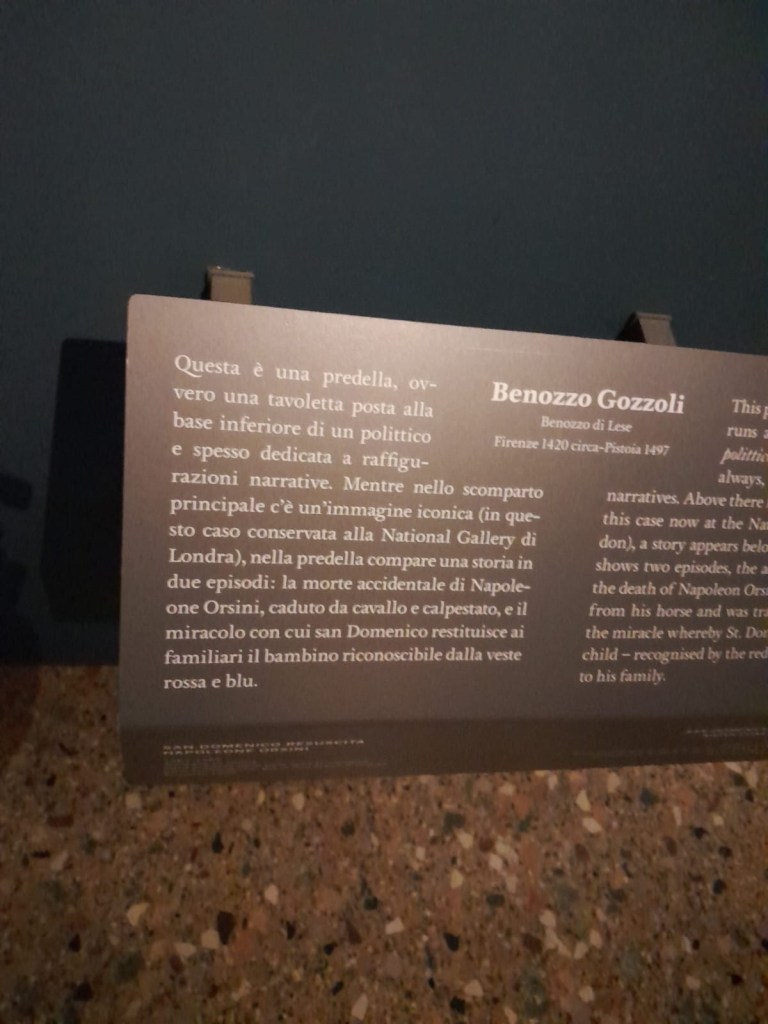 Questa è una predella, ov-
vero una tavoletta posta alla
base inferiore di un polittico
e spesso dedicata a raffigu-
razioni narrative. Mentre nello scomparto
principale c'è un'immagine iconica (in que-
sto caso conservata alla National Gallery di
Londra), nella predella compare una storia in
due episodi: la morte accidentale di Napole-
one Orsini, caduto da cavallo e calpestato, e il
miracolo con cui san Domenico restituisce ai
familiari il bambino riconoscibile dalla veste
rossa e blu.
SAN DOMENICO RESUSCITA
NAPOLEONE ORSINI
Benozzo Gozzoli
Benozzo di Lese
Firenze 1420 circa-Pistoia 1497
This
runs
always,
narratives. Above there
this case now at the
don), a story appears
shows two episodes, the
the death of Napoleon
from his horse and was
the miracle whereby St.
child – recognised by the red
to his family.